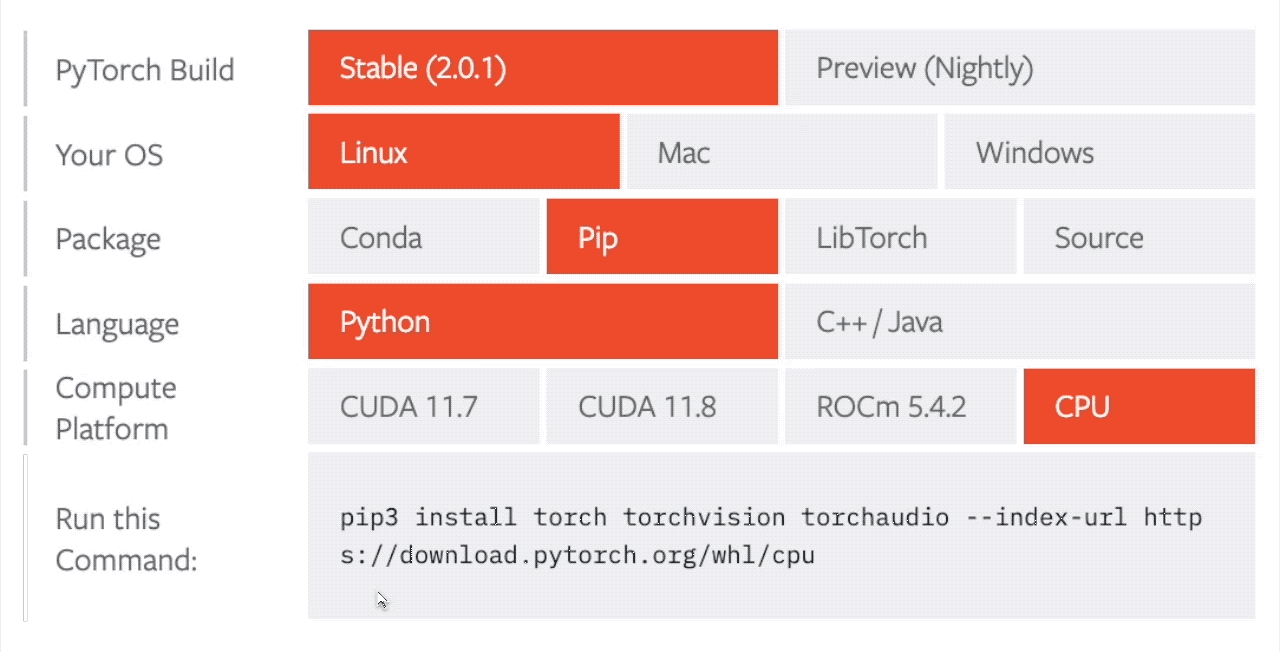 PyTorch Build
Stable (2.0.1)
Preview (Nightly)
Your OS
Linux
Mac
Windows
Package
Conda
Pip
LibTorch
Source
Language
Python
C++ / Java
Compute
Platform
CUDA 11.7
CUDA 11.8
ROCm 5.4.2
CPU
Run this
Command:
pip3 install torch torchvision torchaudio --index-url http
s://download.pytorch.org/whl/cpu